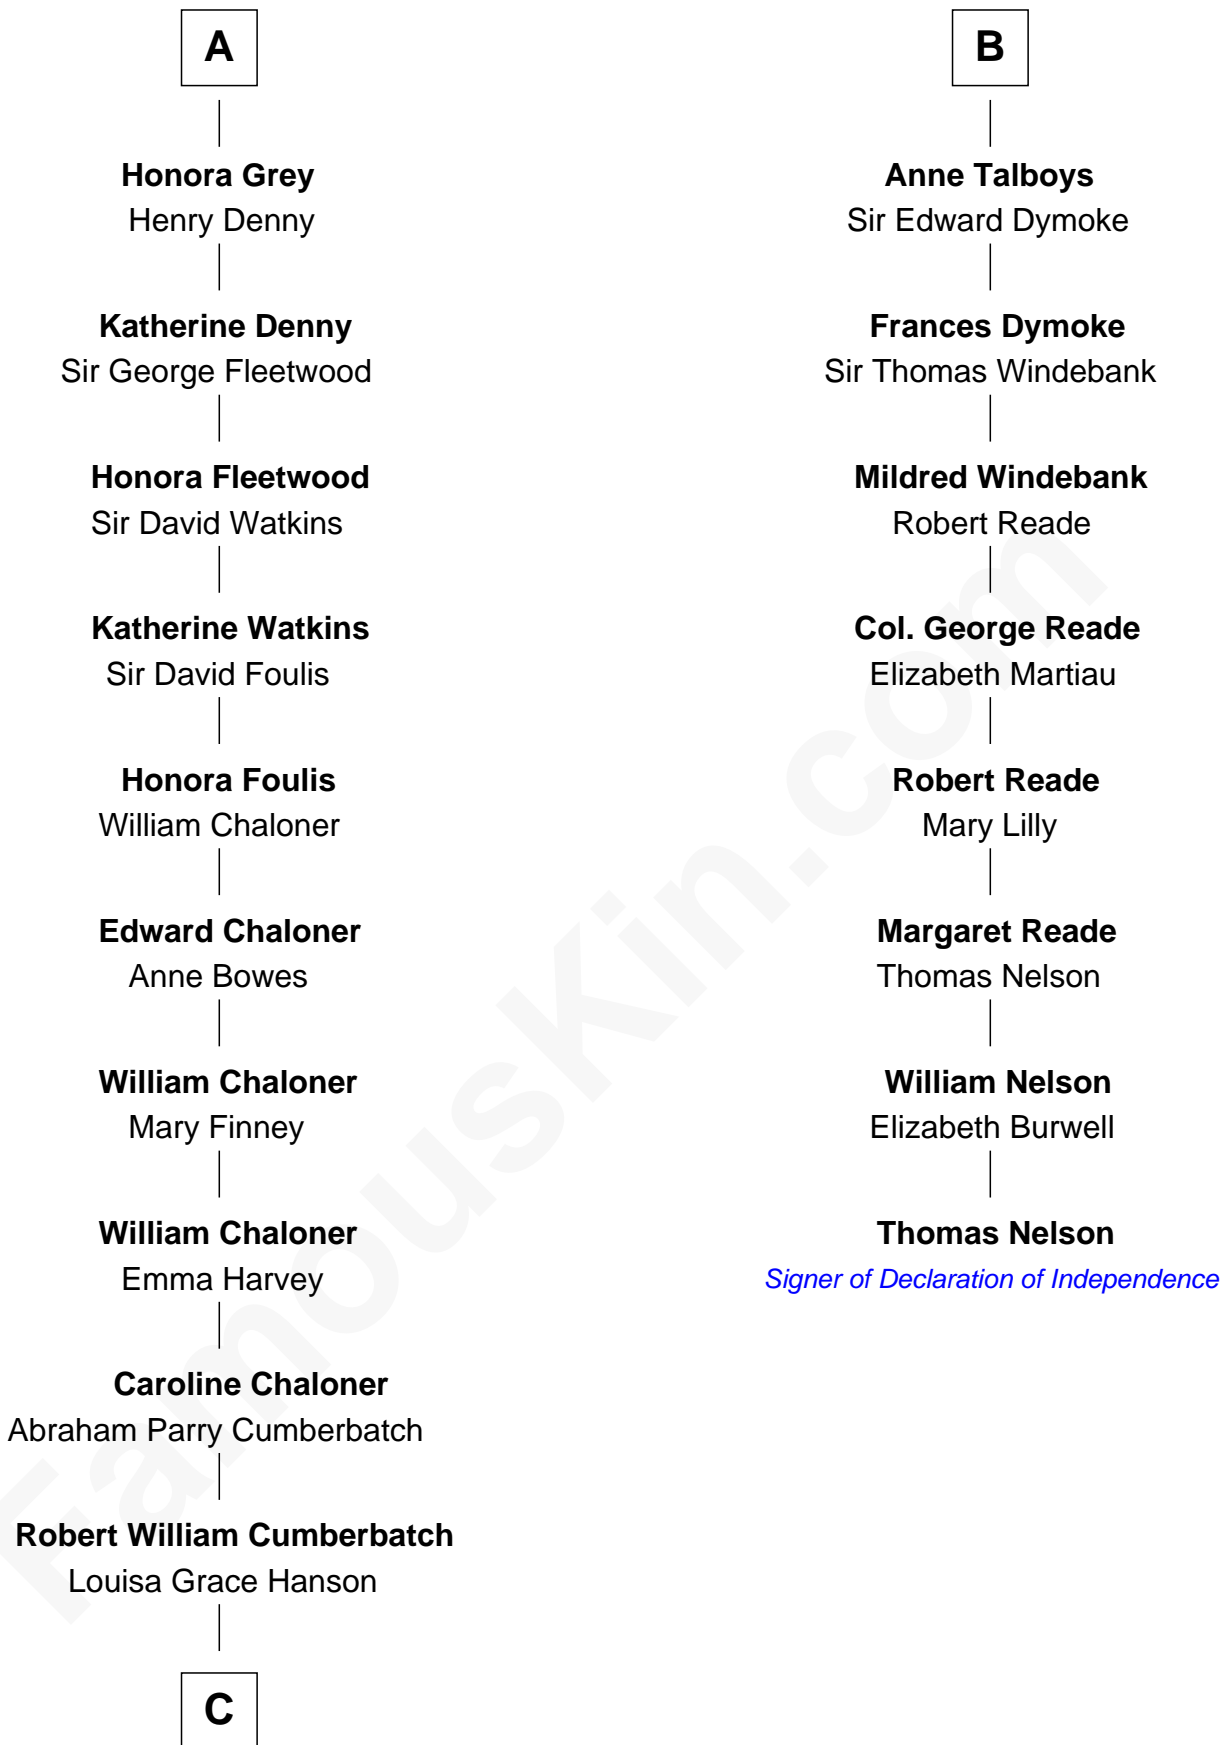 A
Honora Grey
Henry Denny
Katherine Denny
Sir George Fleetwood
Honora Fleetwood
Sir David Watkins
Katherine Watkins
Sir David Foulis
Honora Foulis
William Chaloner
Edward Chaloner
Anne Bowes
William Chaloner
Mary Finney
William Chaloner
Emma Harvey
Caroline Chaloner
Abraham Parry Cumberbatch
Robert William Cumberbatch
Louisa Grace Hanson
C
B
Anne Talboys
Sir Edward Dymoke
Frances Dymoke
Sir Thomas Windebank
Mildred Windebank
Robert Reade
Col. George Reade
Elizabeth Martiau
Robert Reade
Mary Lilly
Margaret Reade
Thomas Nelson
William Nelson
Elizabeth Burwell
Thomas Nelson
Signer of Declaration of Independence
FamousKin.com